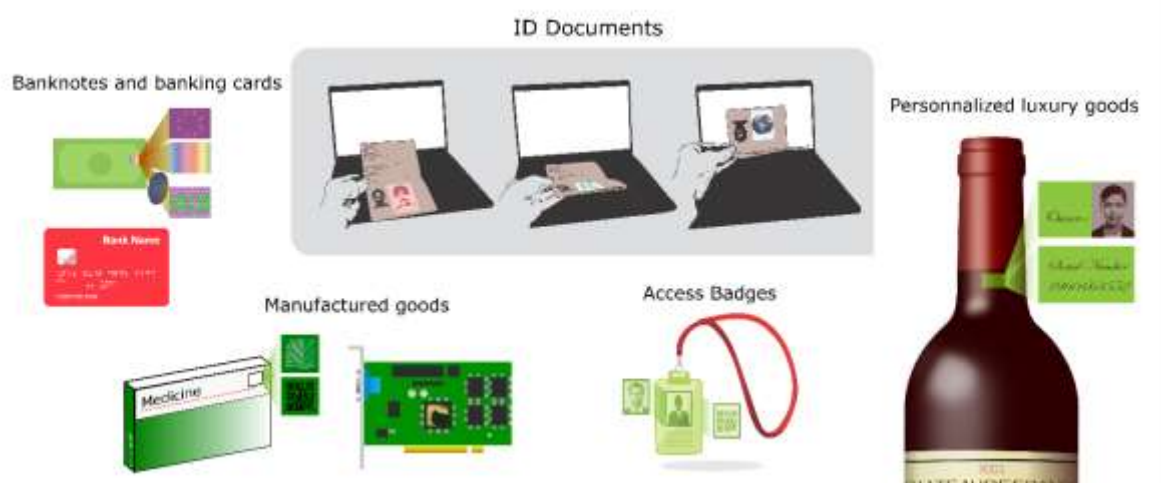 ID Documents
Banknotes and banking cards
Personnalized luxury goods
Bank Name
Manufactured goods
Access Badges
Medicine